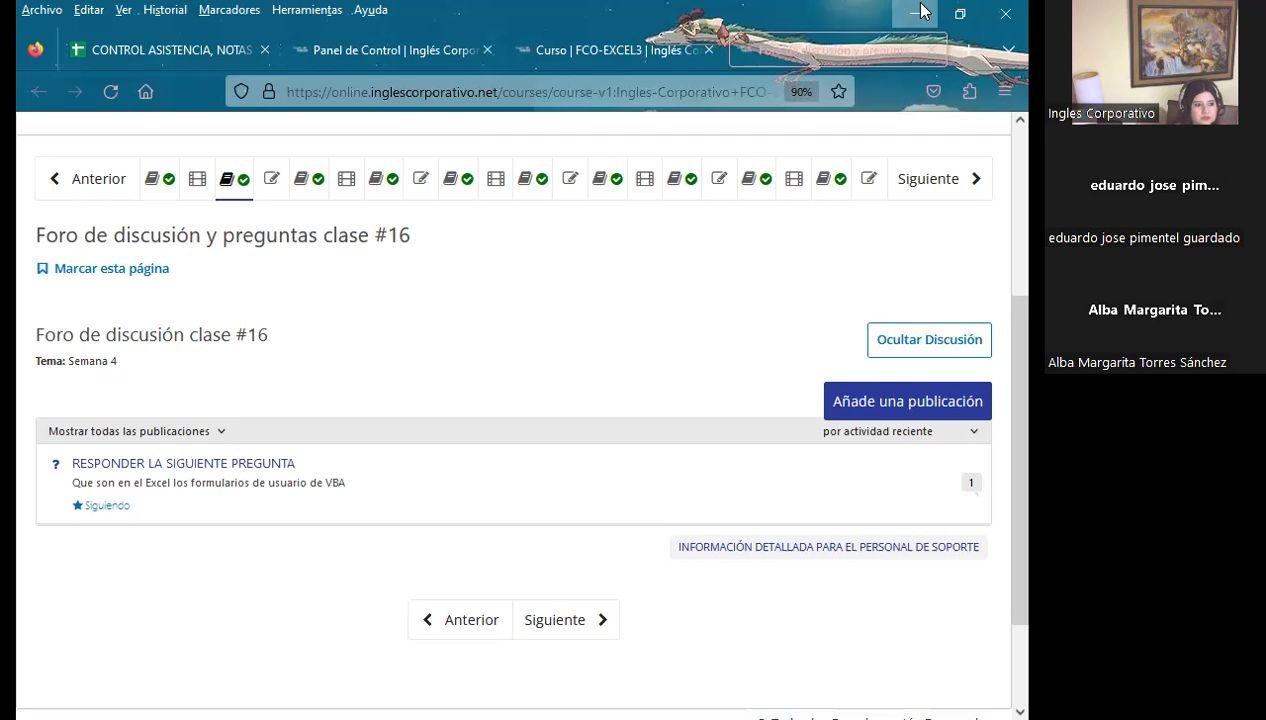 Archivo Editar Ver Historial Marcadores Herramientas Ayuda
CONTROL ASISTENCIA, NOTAS
Panel de Control | Inglés Corpor
Curso | FCO-EXCEL3 | Inglés Co
Foro de discusión y pregunta
https://online.inglescorporativo.net/courses/course-v1:Ingles-Corporativo+FCO-
90%
Anterior
Siguiente
Foro de discusión y preguntas clase #16
Marcar esta página
Foro de discusión clase #16
Ocultar Discusión
Tema: Semana 4
Añade una publicación
Mostrar todas las publicaciones
por actividad reciente
? RESPONDER LA SIGUIENTE PREGUNTA
Que son en el Excel los formularios de usuario de VBA
1
Siguiendo
INFORMACIÓN DETALLADA PARA EL PERSONAL DE SOPORTE
Anterior
Siguiente
Ingles Corporativo
eduardo jose pim...
eduardo jose pimentel guardado
Alba Margarita To...
Alba Margarita Torres Sánchez